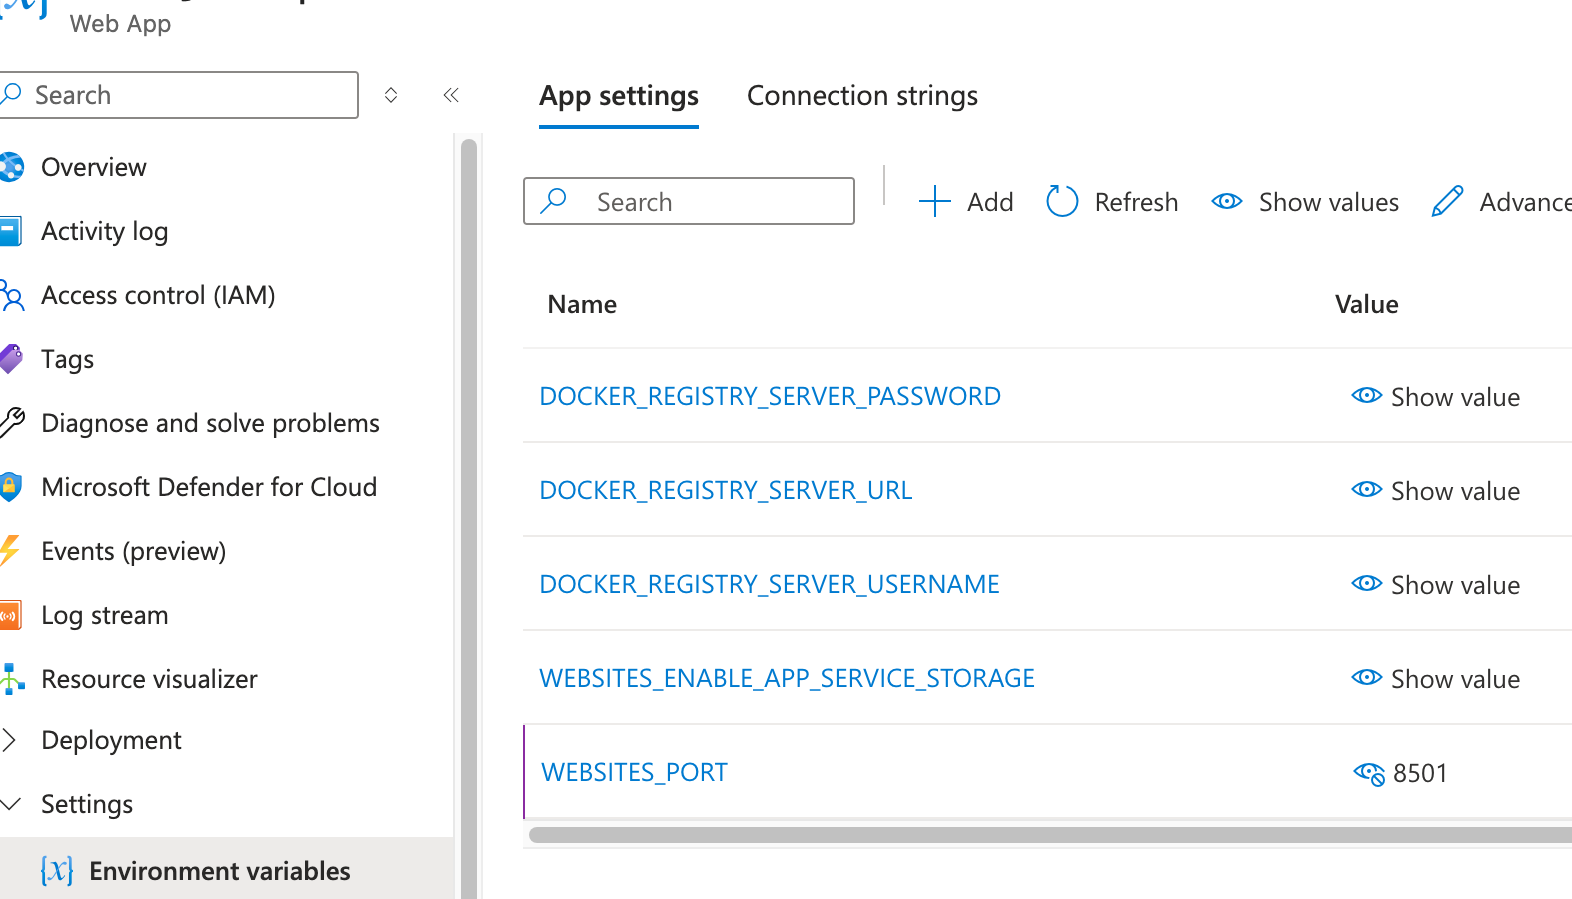 Web App
Search
App settings
Connection strings
Overview
Activity log
Access control (IAM)
Tags
Diagnose and solve problems
Microsoft Defender for Cloud
Events (preview)
Log stream
Resource visualizer
Deployment
Settings
{x} Environment variables
Search
Add
Refresh
Show values
Advance
Name
Value
DOCKER_REGISTRY_SERVER_PASSWORD
Show value
DOCKER_REGISTRY_SERVER_URL
Show value
DOCKER_REGISTRY_SERVER_USERNAME
Show value
WEBSITES_ENABLE_APP_SERVICE_STORAGE
Show value
WEBSITES_PORT
8501